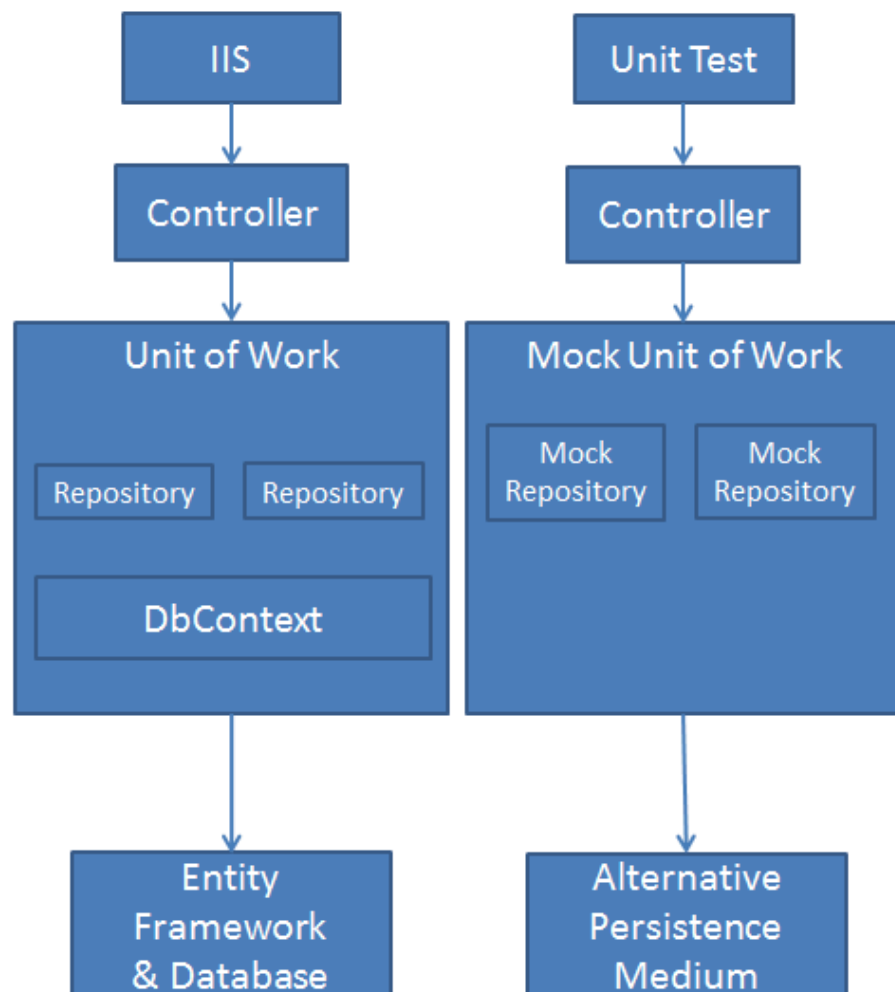 IIS
Controller
Unit of Work
Repository
Repository
DbContext
Entity
Framework
& Database
Unit Test
Controller
Mock Unit of Work
Mock
Repository
Mock
Repository
Alternative
Persistence
Medium